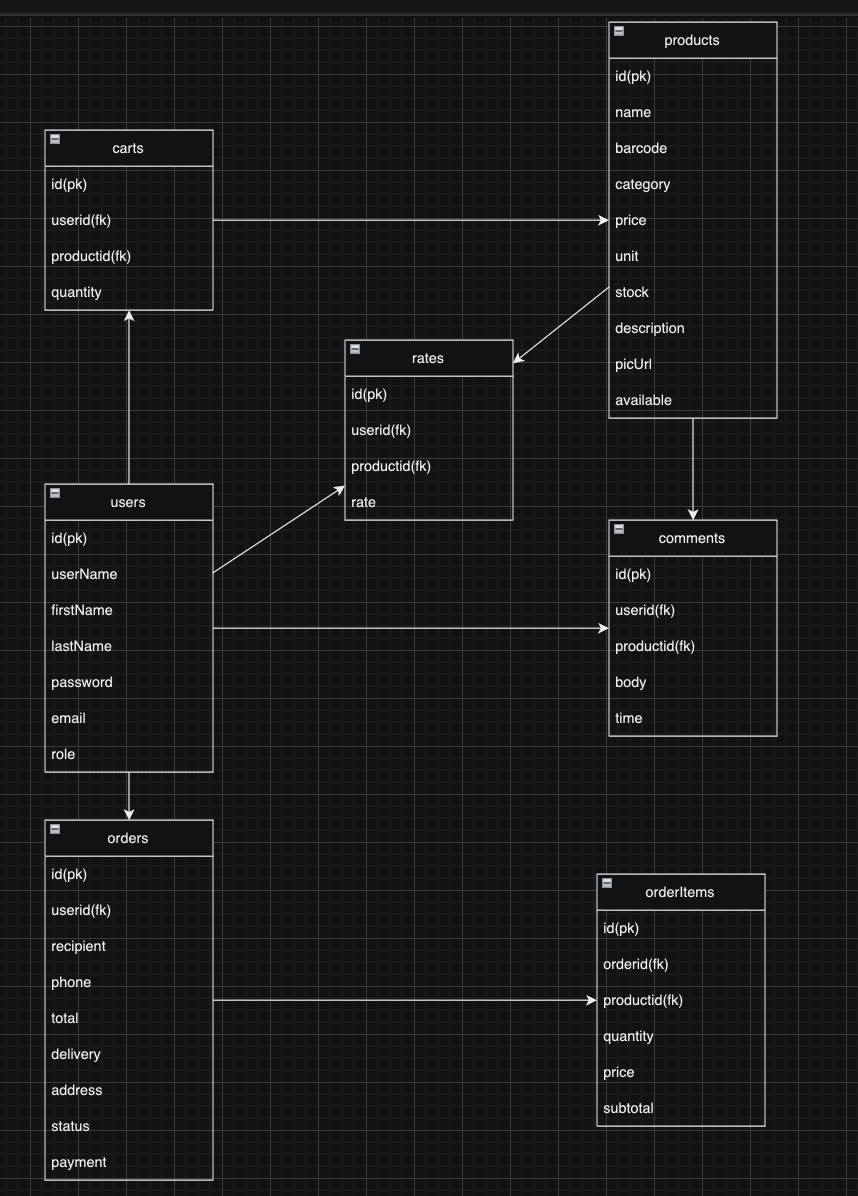 products
id(pk)
name
barcode
category
price
unit
stock
description
picUrl
available
carts
id(pk)
userid(fk)
productid(fk)
quantity
rates
id(pk)
userid(fk)
productid(fk)
rate
users
id(pk)
userName
firstName
lastName
password
email
role
comments
id(pk)
userid(fk)
productid(fk)
body
time
orders
id(pk)
userid(fk)
recipient
phone
total
delivery
address
status
payment
orderItems
id(pk)
orderid(fk)
productid(fk)
quantity
price
subtotal